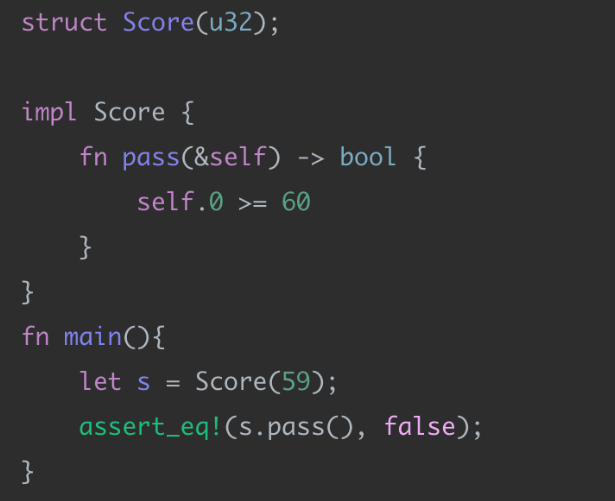 struct Score(u32);

impl Score {
    fn pass(&self) -> bool {
        self.0 >= 60
    }
}
fn main(){
    let s = Score(59);
    assert_eq!(s.pass(), false);
}